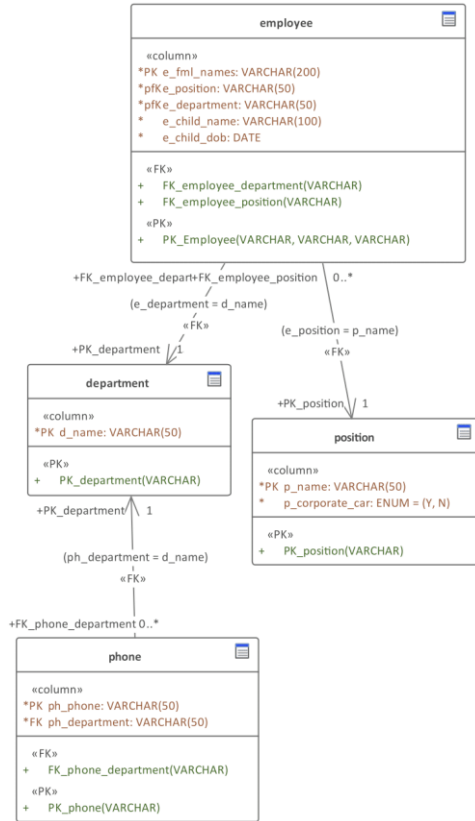 employee
«column»
*PK e_fml_names: VARCHAR(200)
*pfKe_position: VARCHAR(50)
*pfKe_department: VARCHAR(50)
* e_child_name: VARCHAR(100)
* e_child_dob: DATE
«FK»
+ FK_employee_department(VARCHAR)
+ FK_employee_position(VARCHAR)
«PK»
+ PK_Employee(VARCHAR, VARCHAR, VARCHAR)
+FK_employee_depart+FK_employee_position 0..*
(e_department = d_name)
«FK»
(e_position = p_name)
«FK»
+PK_department 1
department
«column»
*PK d_name: VARCHAR(50)
«PK»
+ PK_department(VARCHAR)
+PK_position 1
position
«column»
*PK p_name: VARCHAR(50)
* p_corporate_car: ENUM = (Y, N)
«PK»
+ PK_position(VARCHAR)
+PK_department 1
(ph_department = d_name)
«FK»
+FK_phone_department 0..*
phone
«column»
*PK ph_phone: VARCHAR(50)
*FK ph_department: VARCHAR(50)
«FK»
+ FK_phone_department(VARCHAR)
«PK»
+ PK_phone(VARCHAR)